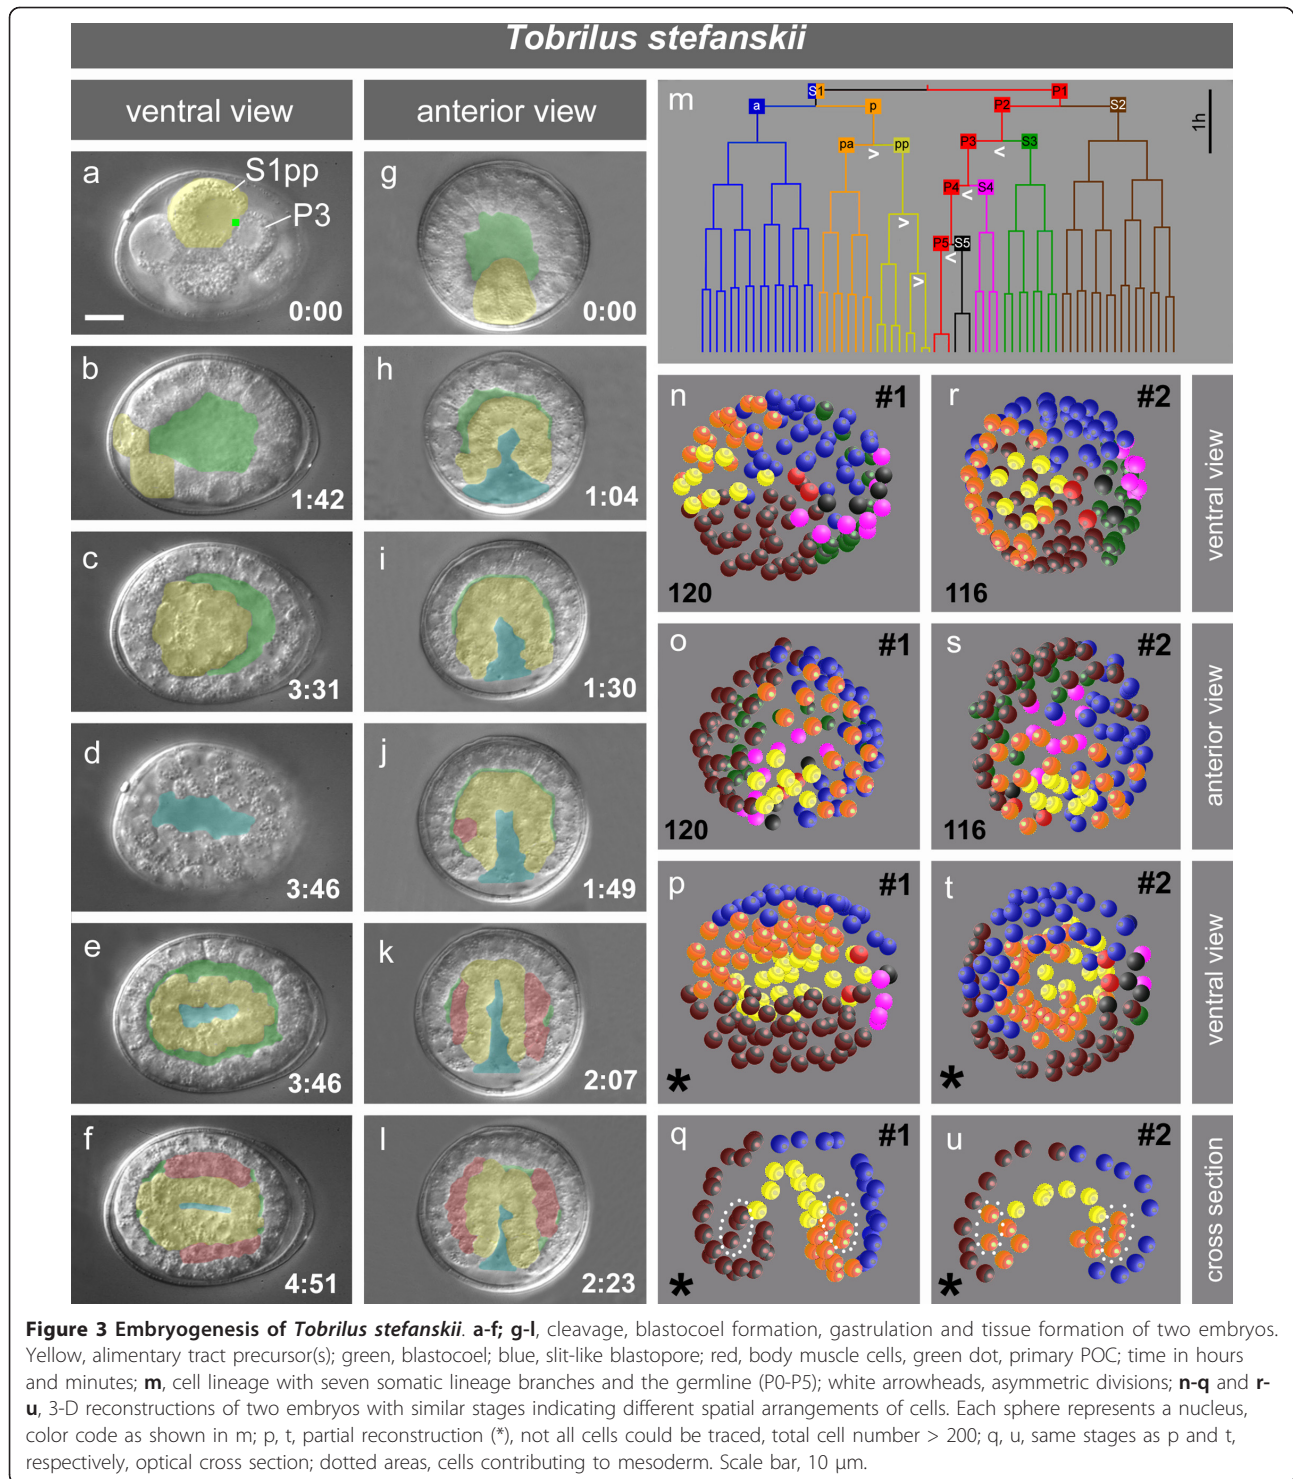 Tobrilus stefanskii
ventral view
anterior view
a
S1pp
P3
0:00
b
1:42
c
3:31
d
3:46
e
3:46
f
4:51
g
0:00
h
1:04
i
1:30
j
1:49
k
2:07
l
2:23
m
S1
P1
a
p
P2
S2
pa
>
pp
P3
<
S3
P4
<
S4
>
P5
<
S5
>
1h
n
#1
120
r
#2
116
ventral view
o
#1
120
s
#2
116
anterior view
p
#1
*
t
#2
*
ventral view
q
#1
*
u
#2
*
cross section
Figure 3 Embryogenesis of Tobrilus stefanskii. a-f; g-l, cleavage, blastocoel formation, gastrulation and tissue formation of two embryos.
Yellow, alimentary tract precursor(s); green, blastocoel; blue, slit-like blastopore; red, body muscle cells, green dot, primary POC; time in hours
and minutes; m, cell lineage with seven somatic lineage branches and the germline (P0-P5); white arrowheads, asymmetric divisions; n-q and r-
u, 3-D reconstructions of two embryos with similar stages indicating different spatial arrangements of cells. Each sphere represents a nucleus,
color code as shown in m; p, t, partial reconstruction (*), not all cells could be traced, total cell number > 200; q, u, same stages as p and t,
respectively, optical cross section; dotted areas, cells contributing to mesoderm. Scale bar, 10 μm.